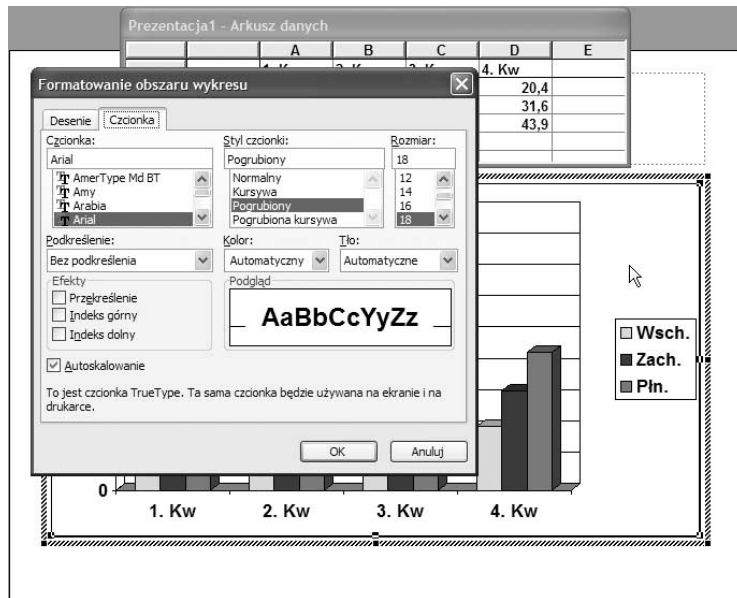 Prezentacja1 - Arkusz danych
A B C D E
4. Kw
20,4
31,6
43,9
Formatowanie obszaru wykresu
Desenie Czcionka
Czcionka: Styl czcionki: Rozmiar:
Arial Pogrubiony 18
AmerType Md BT Normalny 12
Amy Kursywa 14
Arabia Pogrubiony 16
Arial Pogrubiona kursywa 18
Podkreślenie: Kolor: Tło:
Bez podkreślenia Automatyczny Automatyczne
Efekty Podgląd
Przekreślenie
Indeks górny
Indeks dolny
AaBbCcYyZz
Autoskalowanie
To jest czcionka TrueType. Ta sama czcionka będzie używana na ekranie i na
drukarce.
OK Anuluj
Wsch.
Zach.
Płn.
0
1. Kw 2. Kw 3. Kw 4. Kw